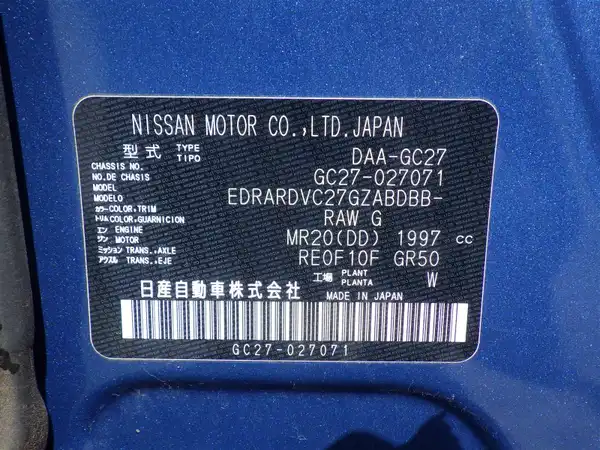 NISSAN MOTOR CO.,LTD.JAPAN
型式 TYPE TIPO DAA-GC27
CHASSIS NO. NO.DE CHASIS GC27-027071
MODEL MODELO EDRARDVC27GZABDBB-
カラー COLOR,TRIM トリム COLOR,GUARNICION RAW G
エン ENGINE ジン MOTOR MR20(DD) 1997 cc
ミッション TRANS.,AXLE アクスル TRANS.,EJE RE0F10F GR50
工場 PLANT PLANTA W
日産自動車株式会社 MADE IN JAPAN
GC27-027071